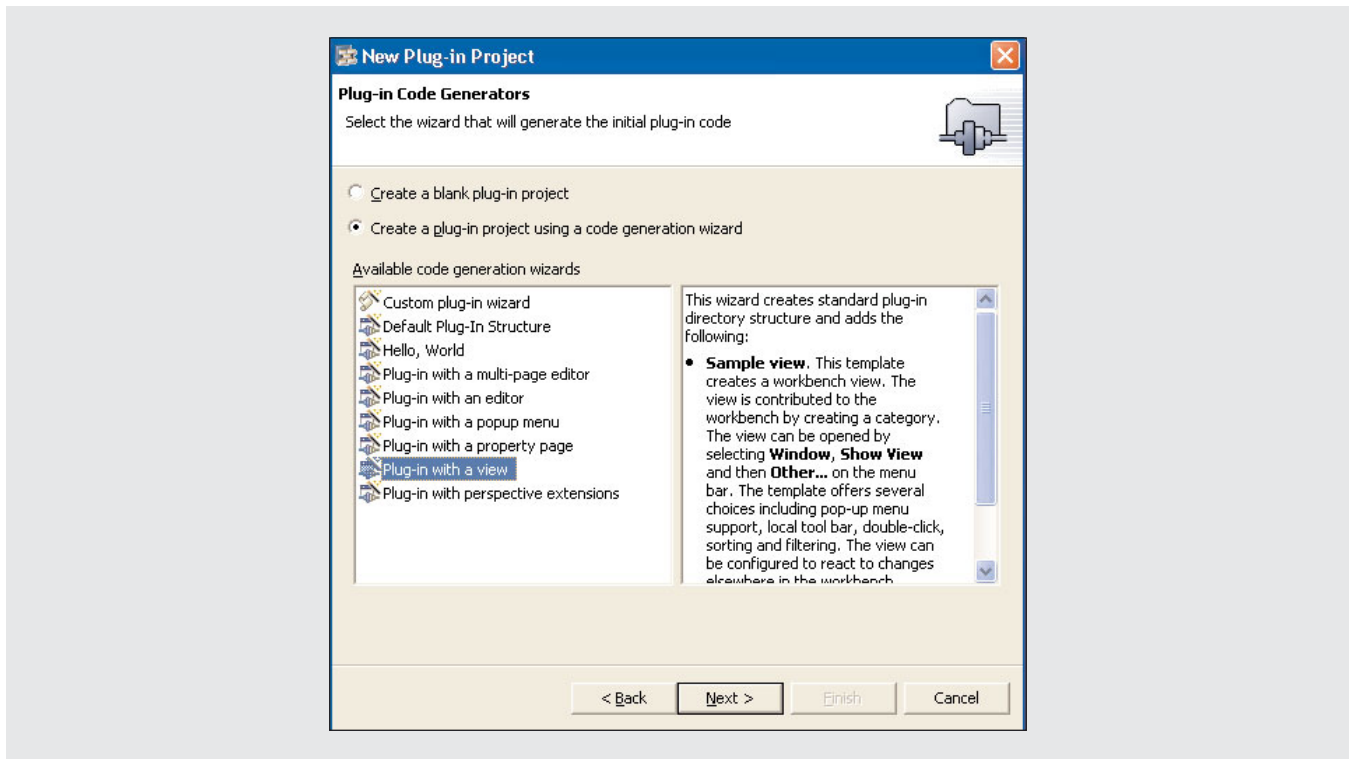 New Plug-in Project
Plug-in Code Generators
Select the wizard that will generate the initial plug-in code
Create a blank plug-in project
Create a plug-in project using a code generation wizard
Available code generation wizards
Custom plug-in wizard
Default Plug-In Structure
Hello, World
Plug-in with a multi-page editor
Plug-in with an editor
Plug-in with a popup menu
Plug-in with a property page
Plug-in with a view
Plug-in with perspective extensions
This wizard creates standard plug-in
directory structure and adds the
following:
• Sample view. This template
creates a workbench view. The
view is contributed to the
workbench by creating a category.
The view can be opened by
selecting Window, Show View
and then Other... on the menu
bar. The template offers several
choices including pop-up menu
support, local tool bar, double-click,
sorting and filtering. The view can
be configured to react to changes
elsewhere in the workbench
< Back
Next >
Finish
Cancel